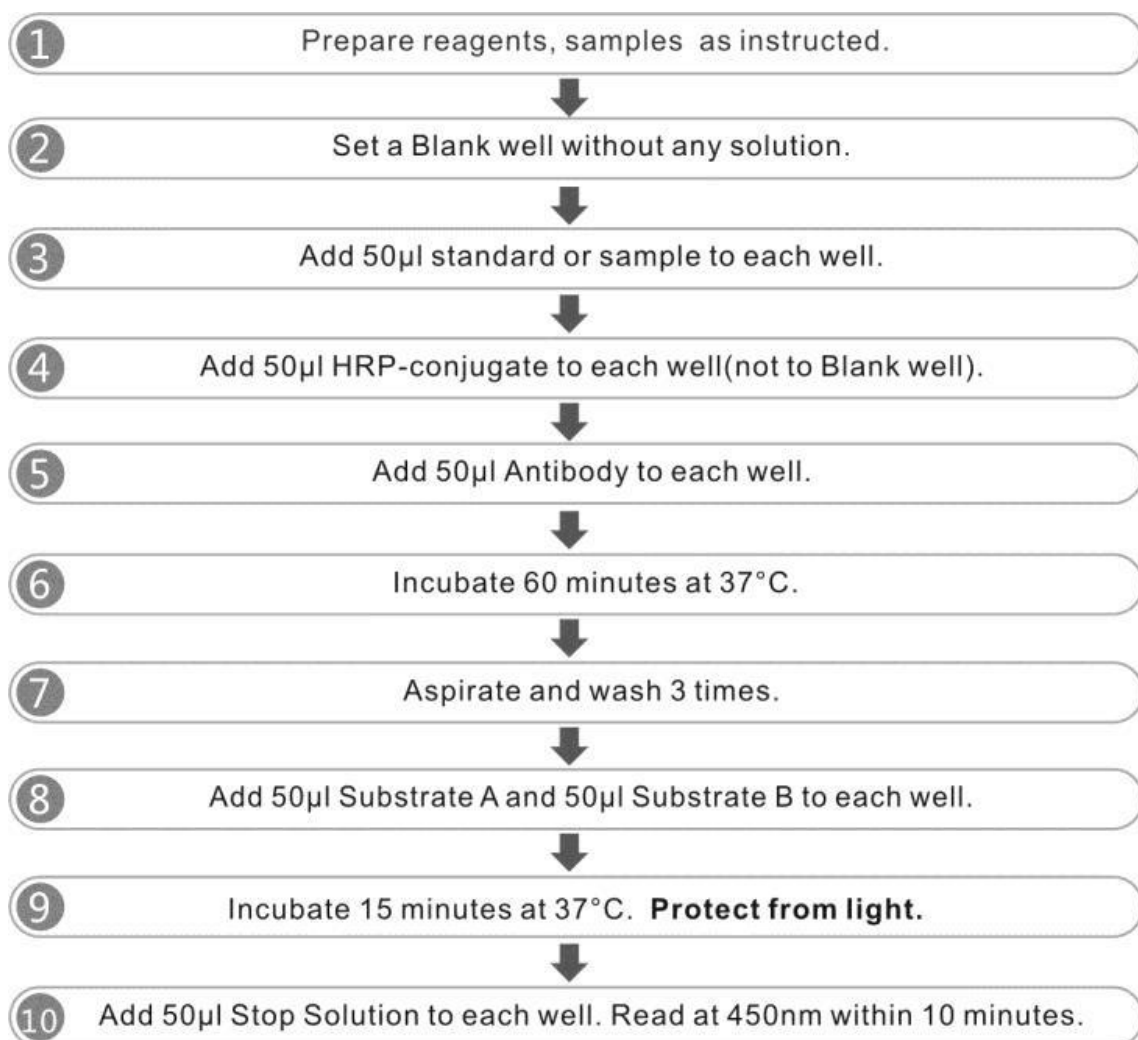 1 Prepare reagents, samples as instructed.
2 Set a Blank well without any solution.
3 Add 50µl standard or sample to each well.
4 Add 50µl HRP-conjugate to each well(not to Blank well).
5 Add 50µl Antibody to each well.
6 Incubate 60 minutes at 37°C.
7 Aspirate and wash 3 times.
8 Add 50µl Substrate A and 50µl Substrate B to each well.
9 Incubate 15 minutes at 37°C. Protect from light.
10 Add 50µl Stop Solution to each well. Read at 450nm within 10 minutes.